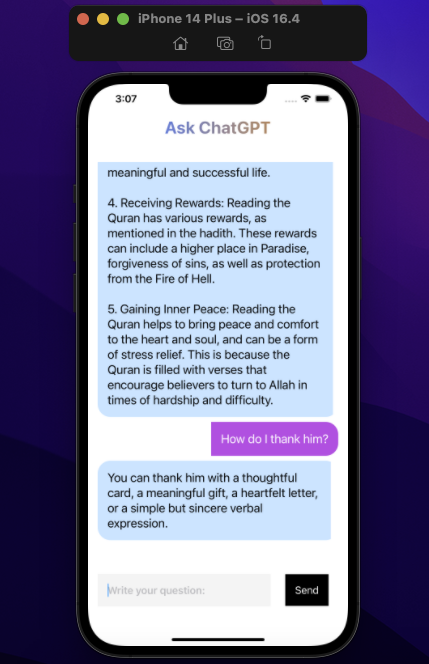 iPhone 14 Plus – iOS 16.4
3:07
Ask ChatGPT
meaningful and successful life.
4. Receiving Rewards: Reading the
Quran has various rewards, as
mentioned in the hadith. These rewards
can include a higher place in Paradise,
forgiveness of sins, as well as protection
from the Fire of Hell.
5. Gaining Inner Peace: Reading the
Quran helps to bring peace and comfort
to the heart and soul, and can be a form
of stress relief. This is because the
Quran is filled with verses that
encourage believers to turn to Allah in
times of hardship and difficulty.
How do I thank him?
You can thank him with a thoughtful
card, a meaningful gift, a heartfelt letter,
or a simple but sincere verbal
expression.
Write your question:
Send